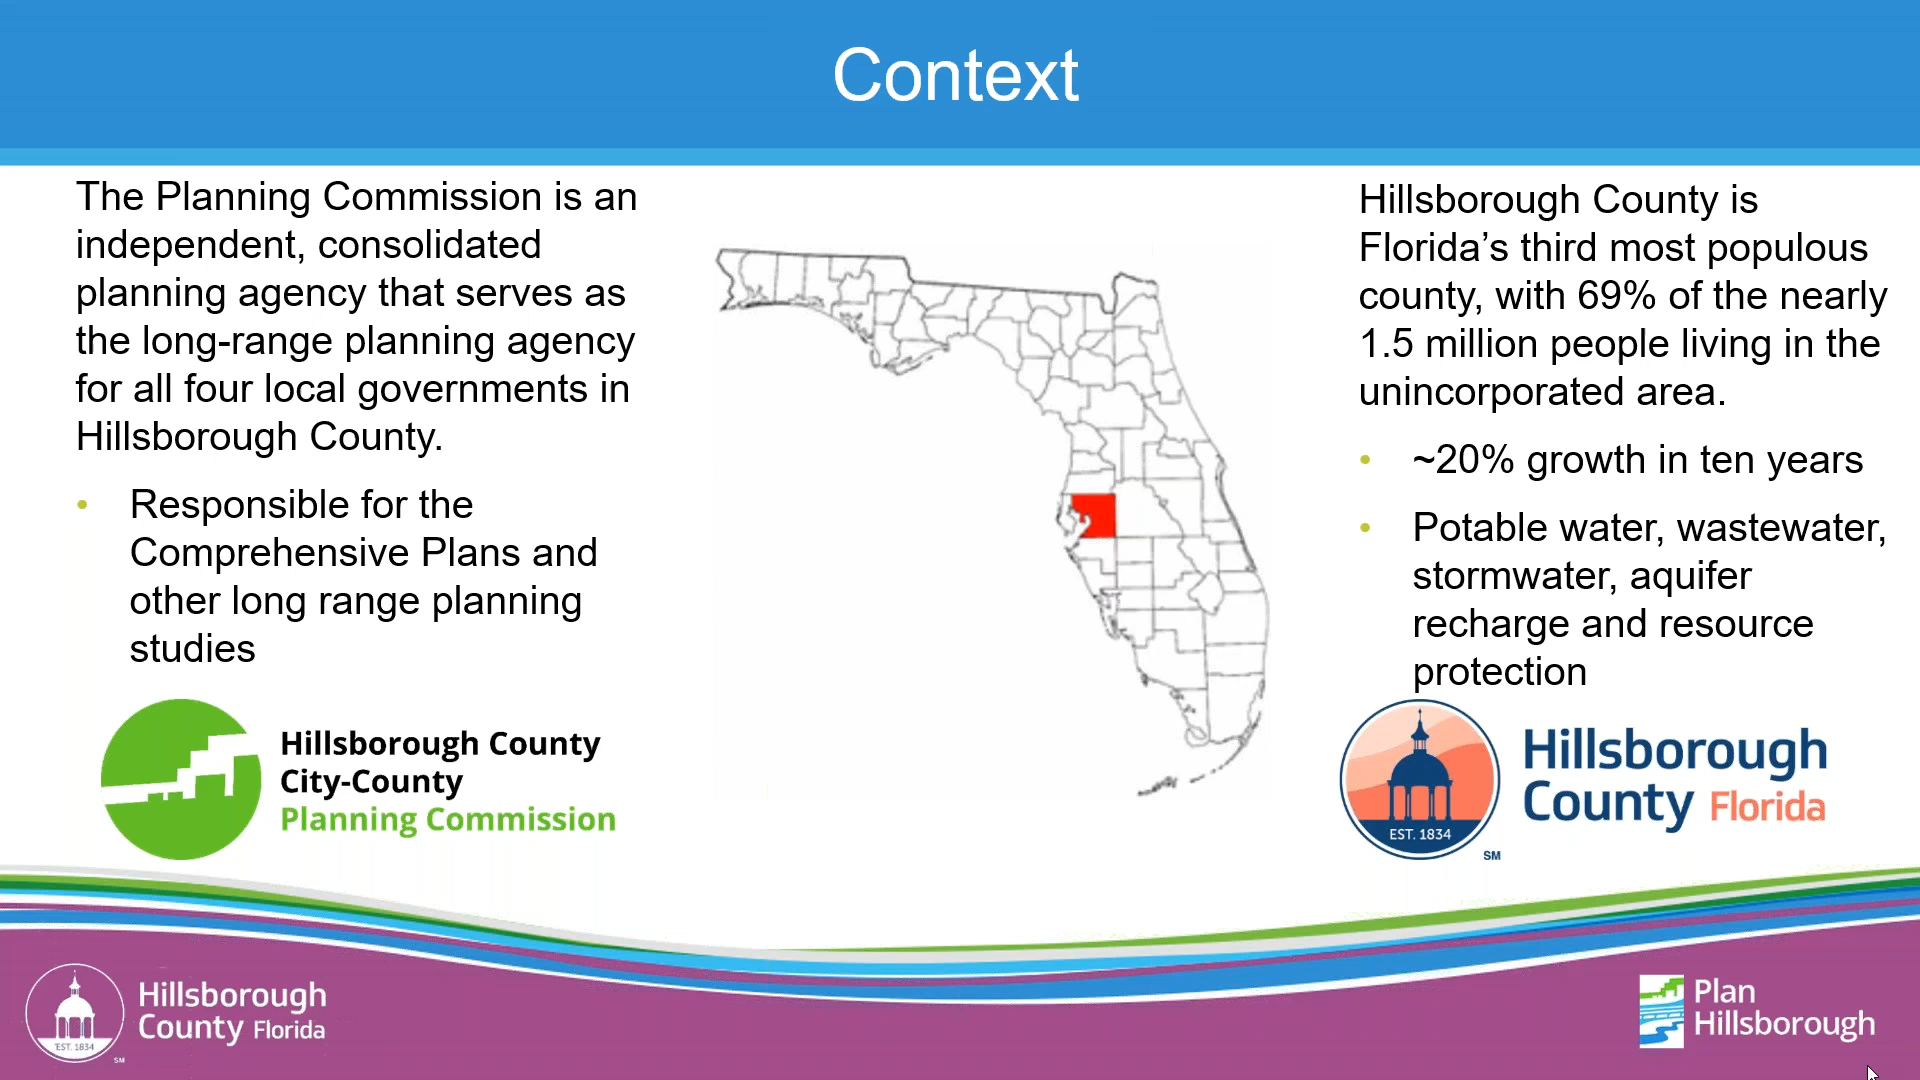 Context
The Planning Commission is an
independent, consolidated
planning agency that serves as
the long-range planning agency
for all four local governments in
Hillsborough County.
• Responsible for the
Comprehensive Plans and
other long range planning
studies
Hillsborough County
City-County
Planning Commission
Hillsborough County is
Florida’s third most populous
county, with 69% of the nearly
1.5 million people living in the
unincorporated area.
• ~20% growth in ten years
• Potable water, wastewater,
stormwater, aquifer
recharge and resource
protection
EST. 1834
SM
Hillsborough
County Florida
EST. 1834
SM
Hillsborough
County Florida
Plan
Hillsborough